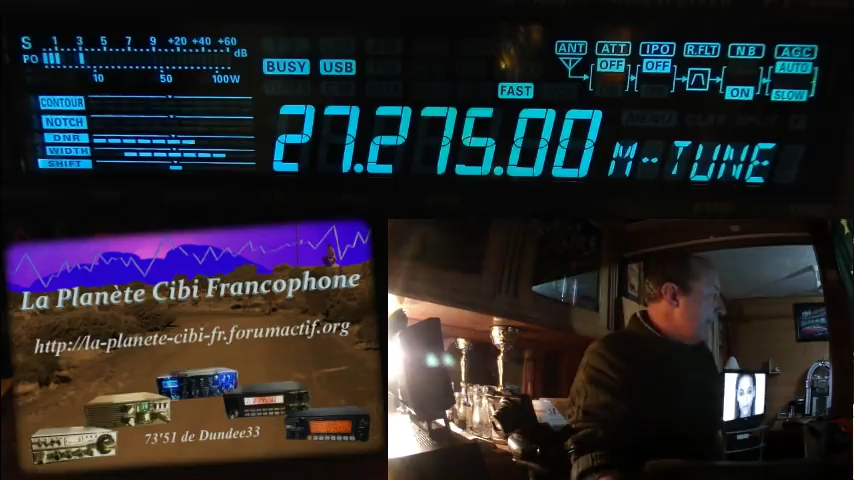 S 1 3 5 7 9 +20 +40 +60 dB
PO 10 50 100W
BUSY USB
FAST
ANT ATT IPO R.FLT NB AGC
OFF OFF AUTO
ON SLOW
CONTOUR
NOTCH
DNR
WIDTH
SHIFT
27.275.00 M--TUNE
La Planète Cibi Francophone
http://la-planete-cibi-fr.forumactif.org
73'51 de Dundee33